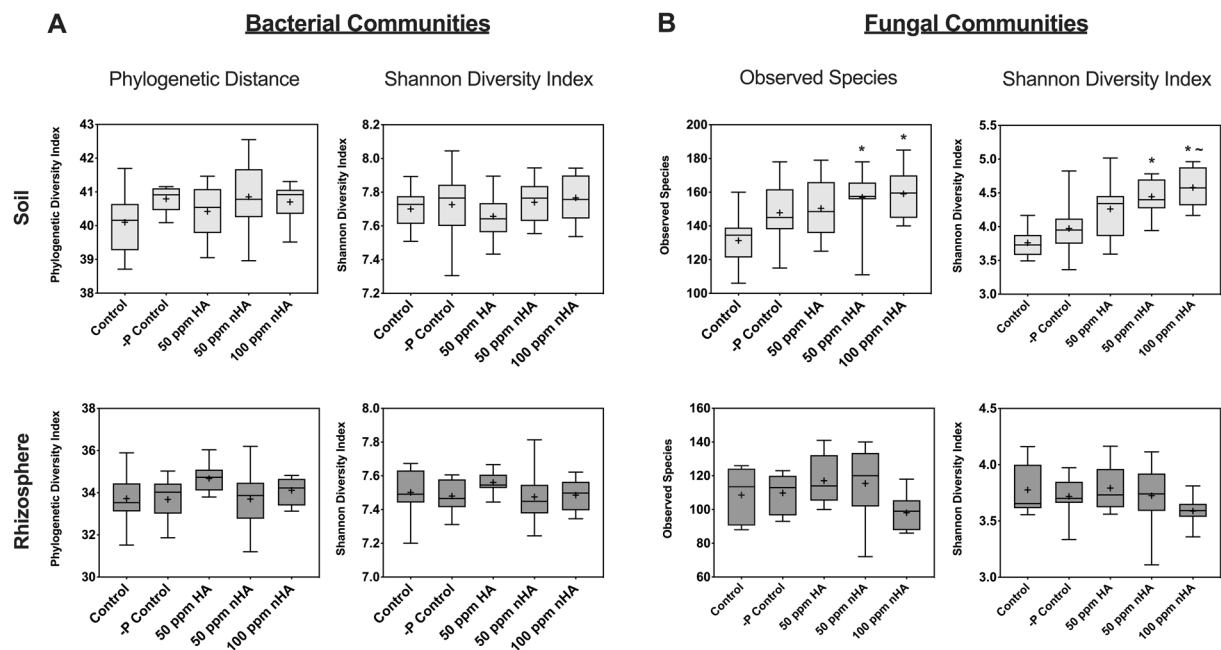 A
Bacterial Communities
B
Fungal Communities
Phylogenetic Distance
Shannon Diversity Index
Observed Species
Shannon Diversity Index
Soil
Phylogenetic Diversity Index
43
42
41
40
39
38
Control
-P Control
50 ppm HA
50 ppm nHA
100 ppm nHA
Shannon Diversity Index
8.2
8.0
7.8
7.6
7.4
7.2
Control
-P Control
50 ppm HA
50 ppm nHA
100 ppm nHA
Observed Species
200
180
160
140
120
100
* *
Control
-P Control
50 ppm HA
50 ppm nHA
100 ppm nHA
Shannon Diversity Index
5.5
5.0
4.5
4.0
3.5
3.0
* * ~
Control
-P Control
50 ppm HA
50 ppm nHA
100 ppm nHA
Rhizosphere
Phylogenetic Diversity Index
38
36
34
32
30
Control
-P Control
50 ppm HA
50 ppm nHA
100 ppm nHA
Shannon Diversity Index
8.0
7.8
7.6
7.4
7.2
7.0
Control
-P Control
50 ppm HA
50 ppm nHA
100 ppm nHA
Observed Species
160
140
120
100
80
60
Control
-P Control
50 ppm HA
50 ppm nHA
100 ppm nHA
Shannon Diversity Index
4.5
4.0
3.5
3.0
Control
-P Control
50 ppm HA
50 ppm nHA
100 ppm nHA